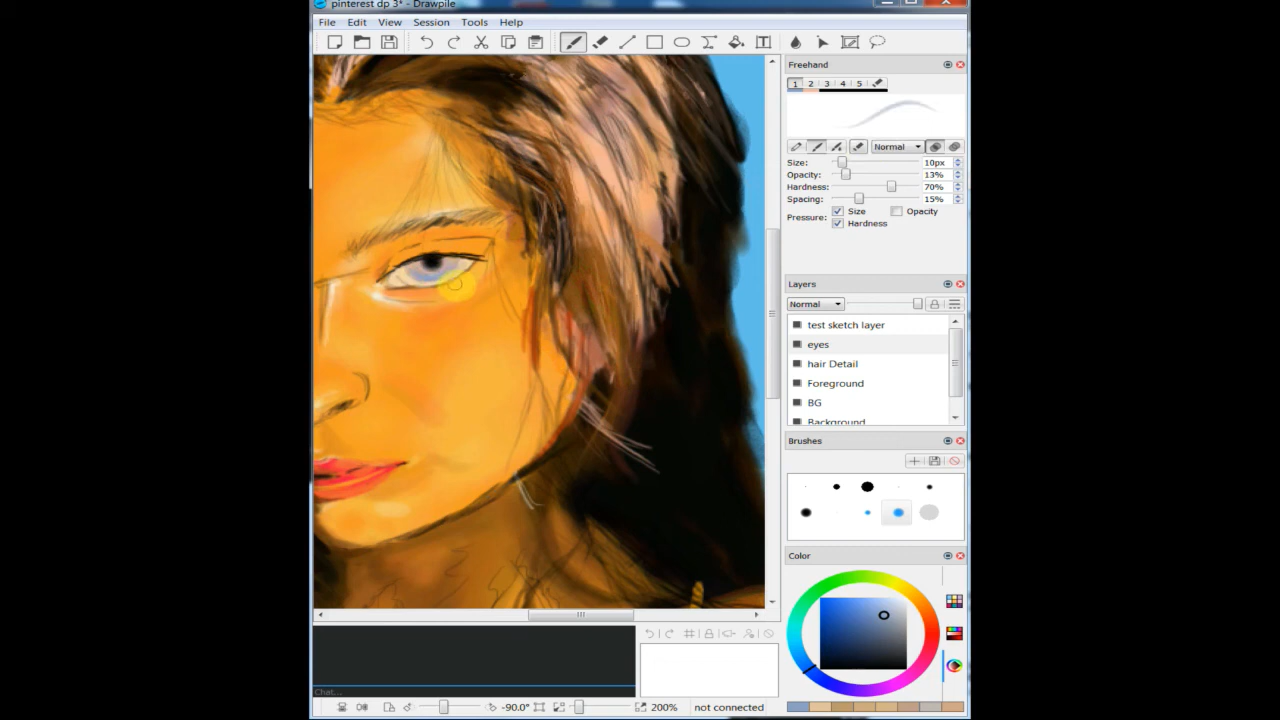 pinterest dp 3* - Drawpile
File Edit View Session Tools Help
Freehand
1 2 3 4 5
Normal
Size: 10px
Opacity: 13%
Hardness: 70%
Spacing: 15%
Pressure: Size Opacity
Hardness
Layers
Normal
test sketch layer
eyes
hair Detail
Foreground
BG
Background
Brushes
Color
Chat...
-90.0° 200% not connected